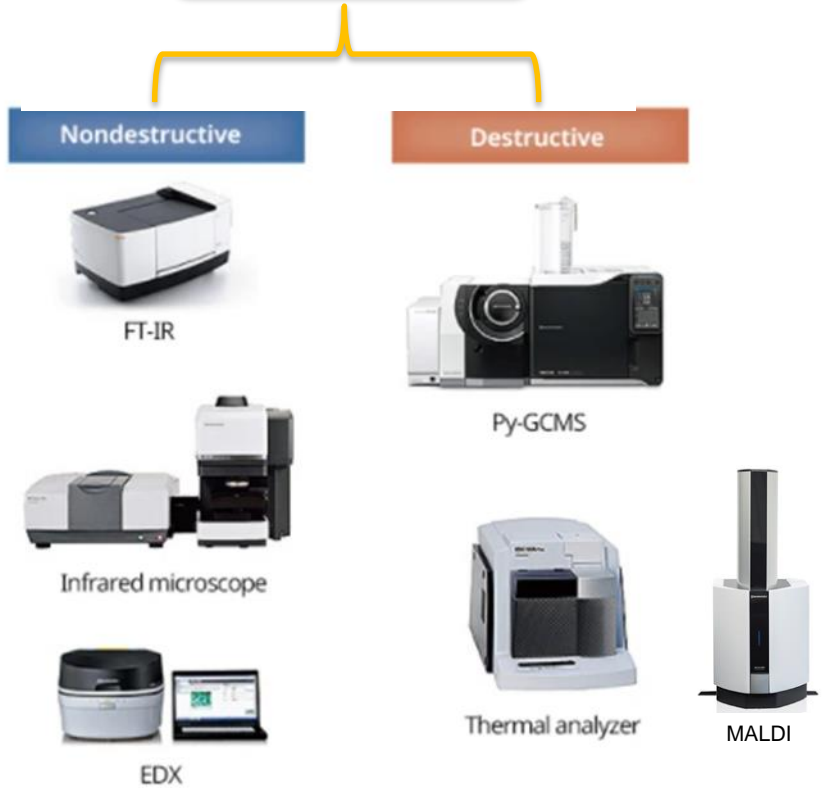 Nondestructive
Destructive
FT-IR
Py-GCMS
Infrared microscope
Thermal analyzer
MALDI
EDX